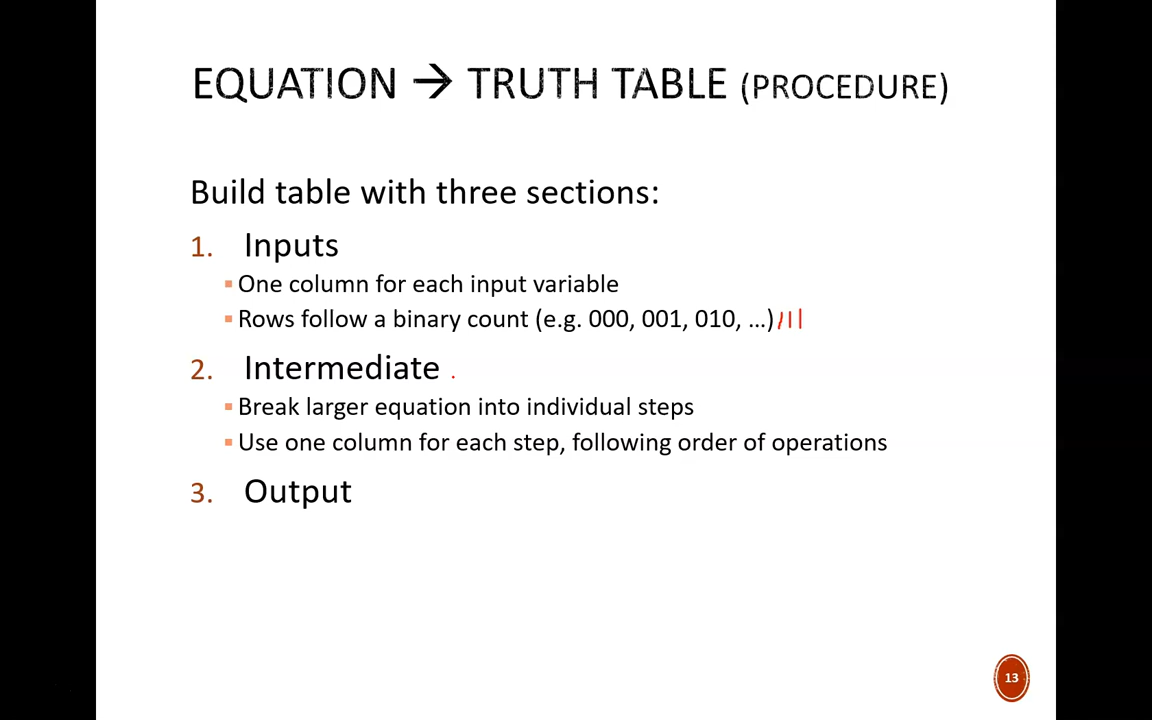 EQUATION → TRUTH TABLE (PROCEDURE)
Build table with three sections:
1. Inputs
▪ One column for each input variable
▪ Rows follow a binary count (e.g. 000, 001, 010, ...) 111
2. Intermediate
▪ Break larger equation into individual steps
▪ Use one column for each step, following order of operations
3. Output
13